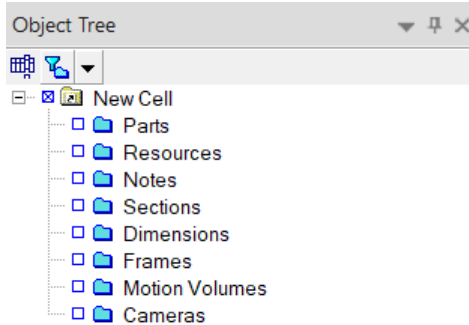 Object Tree
New Cell
Parts
Resources
Notes
Sections
Dimensions
Frames
Motion Volumes
Cameras